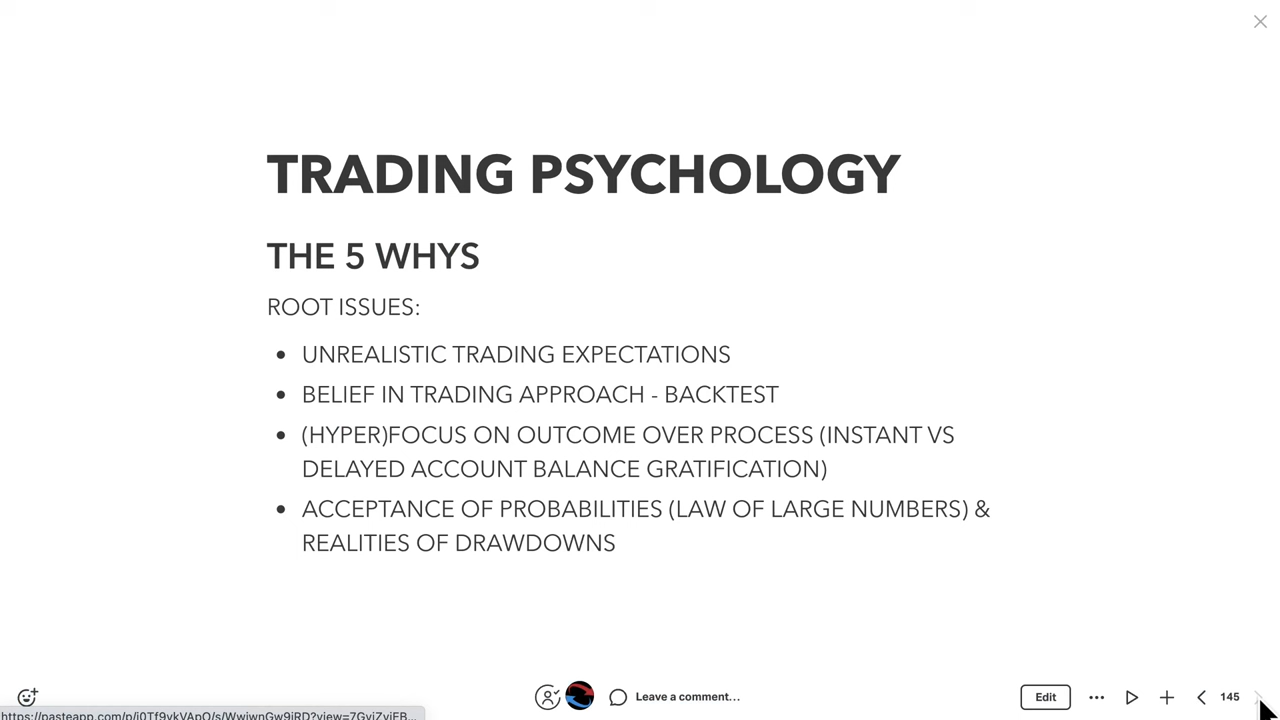 TRADING PSYCHOLOGY
THE 5 WHYS
ROOT ISSUES:
• UNREALISTIC TRADING EXPECTATIONS
• BELIEF IN TRADING APPROACH - BACKTEST
• (HYPER)FOCUS ON OUTCOME OVER PROCESS (INSTANT VS
DELAYED ACCOUNT BALANCE GRATIFICATION)
• ACCEPTANCE OF PROBABILITIES (LAW OF LARGE NUMBERS) &
REALITIES OF DRAWDOWNS
Leave a comment...
Edit
145